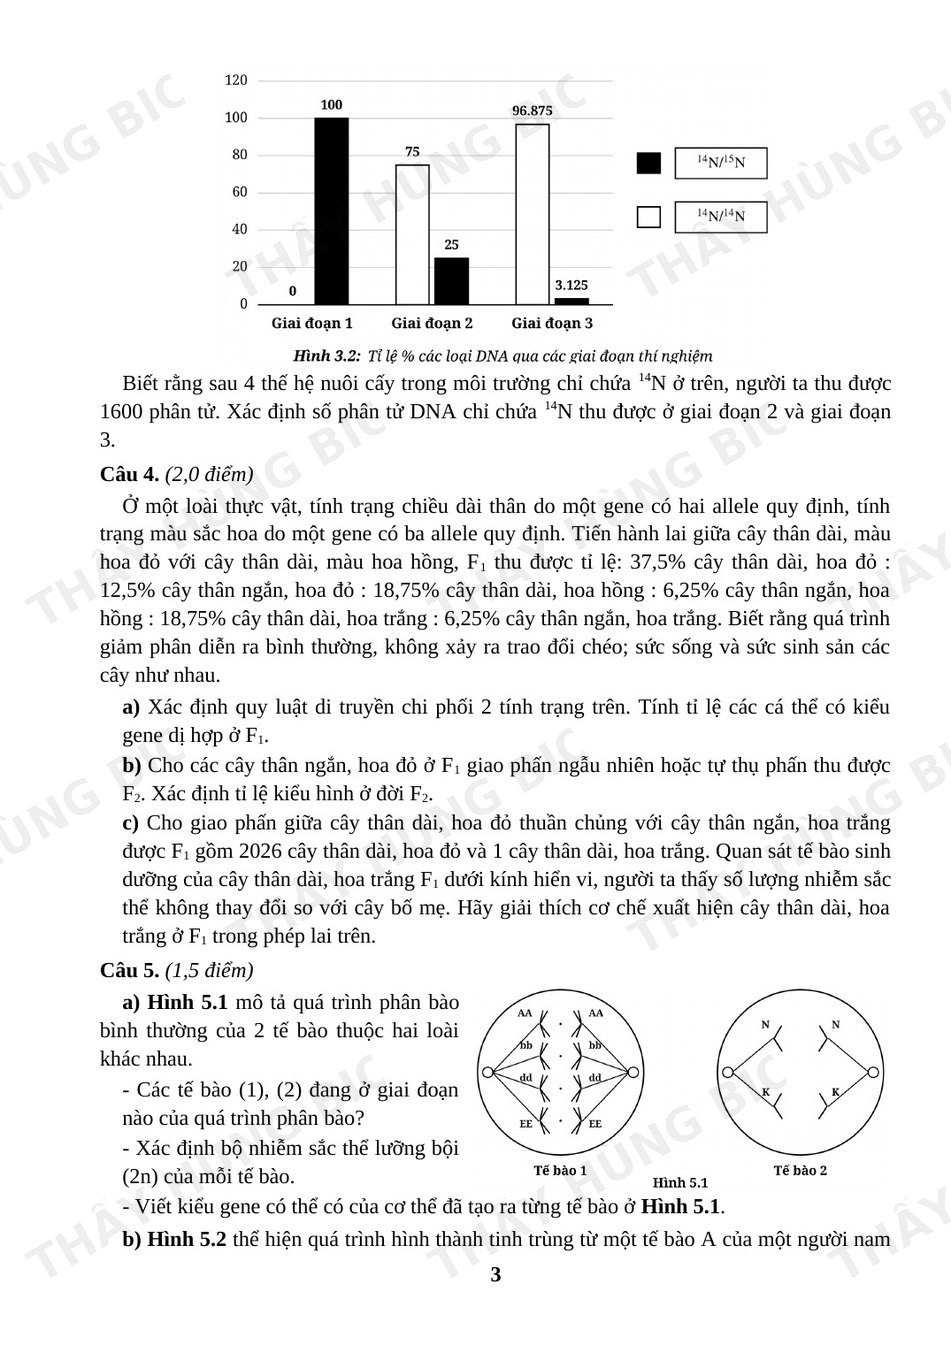 120
100
80
60
40
20
0
0
100
75
25
96.875
3.125
Giai đoạn 1
Giai đoạn 2
Giai đoạn 3
¹⁴N/¹⁵N
¹⁴N/¹⁴N
Hình 3.2: Tỉ lệ % các loại DNA qua các giai đoạn thí nghiệm
Biết rằng sau 4 thế hệ nuôi cấy trong môi trường chỉ chứa ¹⁴N ở trên, người ta thu được
1600 phân tử. Xác định số phân tử DNA chỉ chứa ¹⁴N thu được ở giai đoạn 2 và giai đoạn
3.
Câu 4. (2,0 điểm)
Ở một loài thực vật, tính trạng chiều dài thân do một gene có hai allele quy định, tính
trạng màu sắc hoa do một gene có ba allele quy định. Tiến hành lai giữa cây thân dài, màu
hoa đỏ với cây thân dài, màu hoa hồng, F₁ thu được tỉ lệ: 37,5% cây thân dài, hoa đỏ :
12,5% cây thân ngắn, hoa đỏ : 18,75% cây thân dài, hoa hồng : 6,25% cây thân ngắn, hoa
hồng : 18,75% cây thân dài, hoa trắng : 6,25% cây thân ngắn, hoa trắng. Biết rằng quá trình
giảm phân diễn ra bình thường, không xảy ra trao đổi chéo; sức sống và sức sinh sản các
cây như nhau.
a) Xác định quy luật di truyền chi phối 2 tính trạng trên. Tính tỉ lệ các cá thể có kiểu
gene dị hợp ở F₁.
b) Cho các cây thân ngắn, hoa đỏ ở F₁ giao phấn ngẫu nhiên hoặc tự thụ phấn thu được
F₂. Xác định tỉ lệ kiểu hình ở đời F₂.
c) Cho giao phấn giữa cây thân dài, hoa đỏ thuần chủng với cây thân ngắn, hoa trắng
được F₁ gồm 2026 cây thân dài, hoa đỏ và 1 cây thân dài, hoa trắng. Quan sát tế bào sinh
dưỡng của cây thân dài, hoa trắng F₁ dưới kính hiển vi, người ta thấy số lượng nhiễm sắc
thể không thay đổi so với cây bố mẹ. Hãy giải thích cơ chế xuất hiện cây thân dài, hoa
trắng ở F₁ trong phép lai trên.
Câu 5. (1,5 điểm)
a) Hình 5.1 mô tả quá trình phân bào
bình thường của 2 tế bào thuộc hai loài
khác nhau.
- Các tế bào (1), (2) đang ở giai đoạn
nào của quá trình phân bào?
- Xác định bộ nhiễm sắc thể lưỡng bội
(2n) của mỗi tế bào.
AA AA
bb bb
dd dd
EE EE
Tế bào 1
N N
K K
Tế bào 2
Hình 5.1
- Viết kiểu gene có thể có của cơ thể đã tạo ra từng tế bào ở Hình 5.1.
b) Hình 5.2 thể hiện quá trình hình thành tinh trùng từ một tế bào A của một người nam
3
THẦY HÙNG BIC